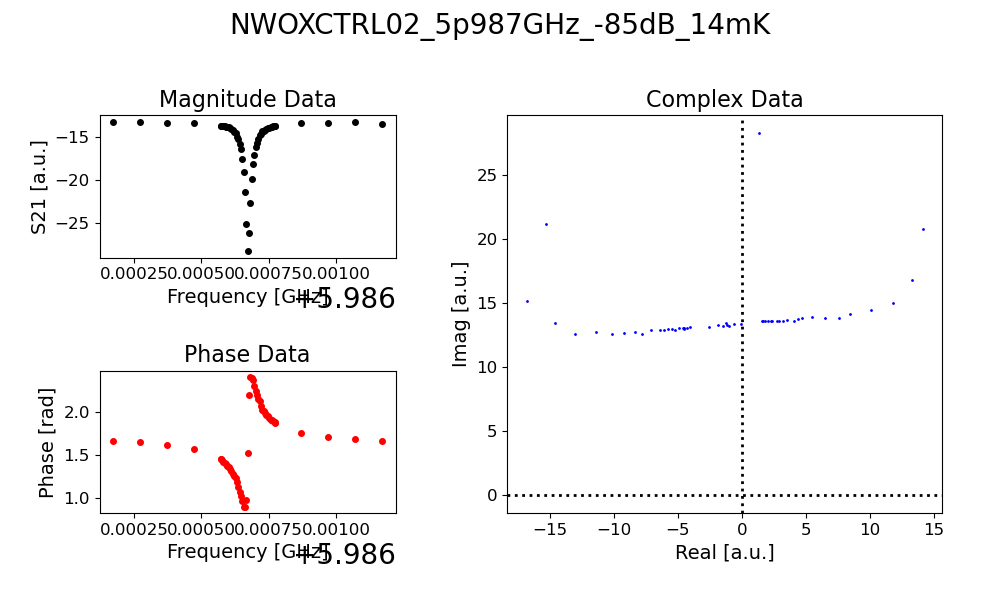 NWOXCTRL02_5p987GHz_-85dB_14mK
Magnitude Data
S21 [a.u.]
−15
−20
−25
0.00025 0.00050 0.00075 0.00100
Frequency [GHz]
+5.986
Phase Data
Phase [rad]
2.0
1.5
1.0
0.00025 0.00050 0.00075 0.00100
Frequency [GHz]
+5.986
Complex Data
Imag [a.u.]
25
20
15
10
5
0
−15 −10 −5 0 5 10 15
Real [a.u.]